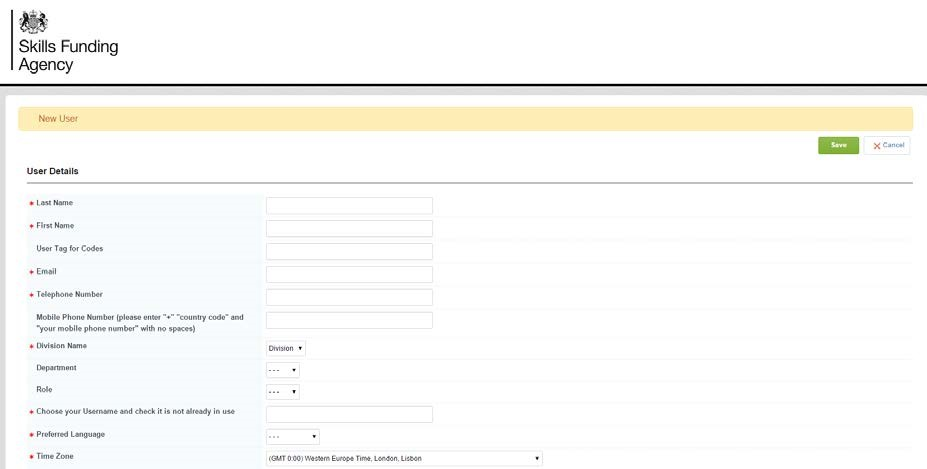 Skills Funding
Agency
New User
Save
Cancel
User Details
* Last Name
* First Name
User Tag for Codes
* Email
* Telephone Number
Mobile Phone Number (please enter "+" "country code" and
"your mobile phone number" with no spaces)
* Division Name
Division
Department
---
Role
---
* Choose your Username and check it is not already in use
* Preferred Language
---
* Time Zone
(GMT 0:00) Western Europe Time, London, Lisbon